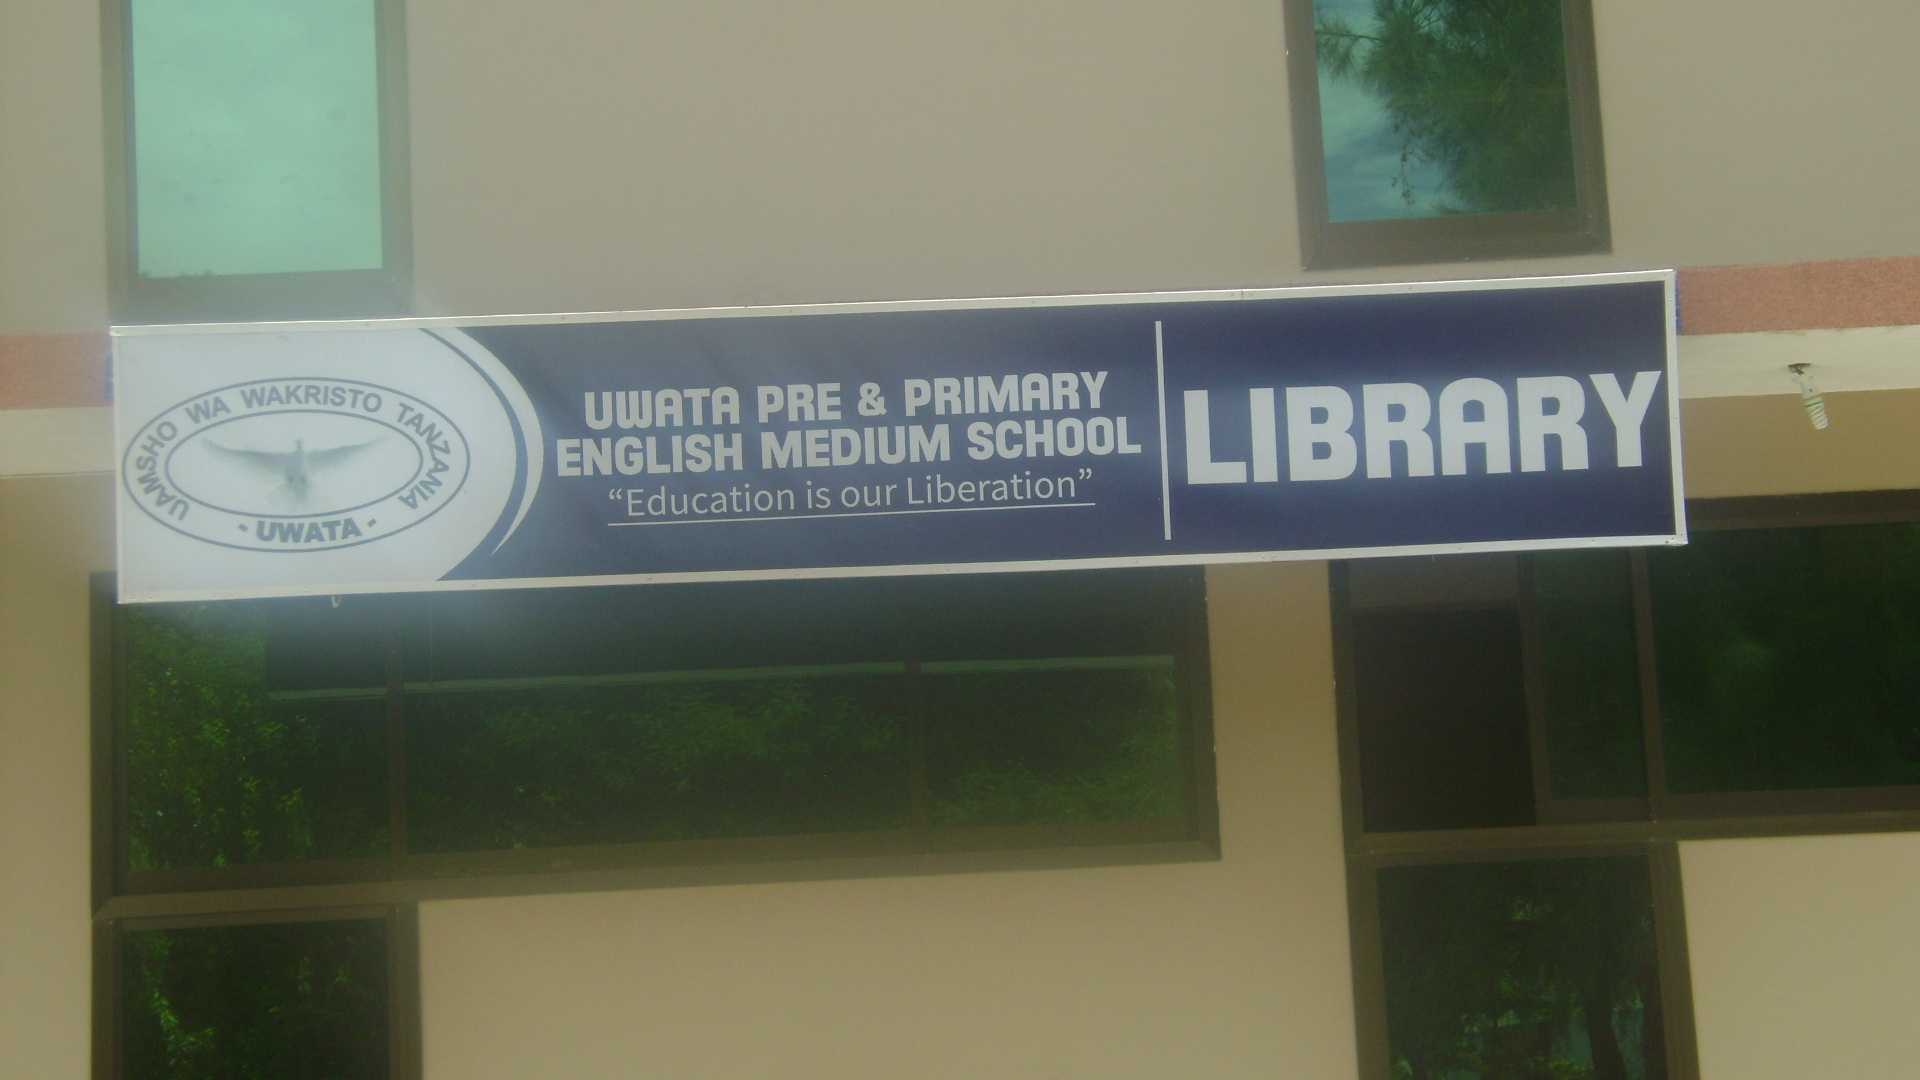 UAMSHO WA WAKRISTO TANZANIA
- UWATA -
UWATA PRE & PRIMARY
ENGLISH MEDIUM SCHOOL
“Education is our Liberation”
LIBRARY